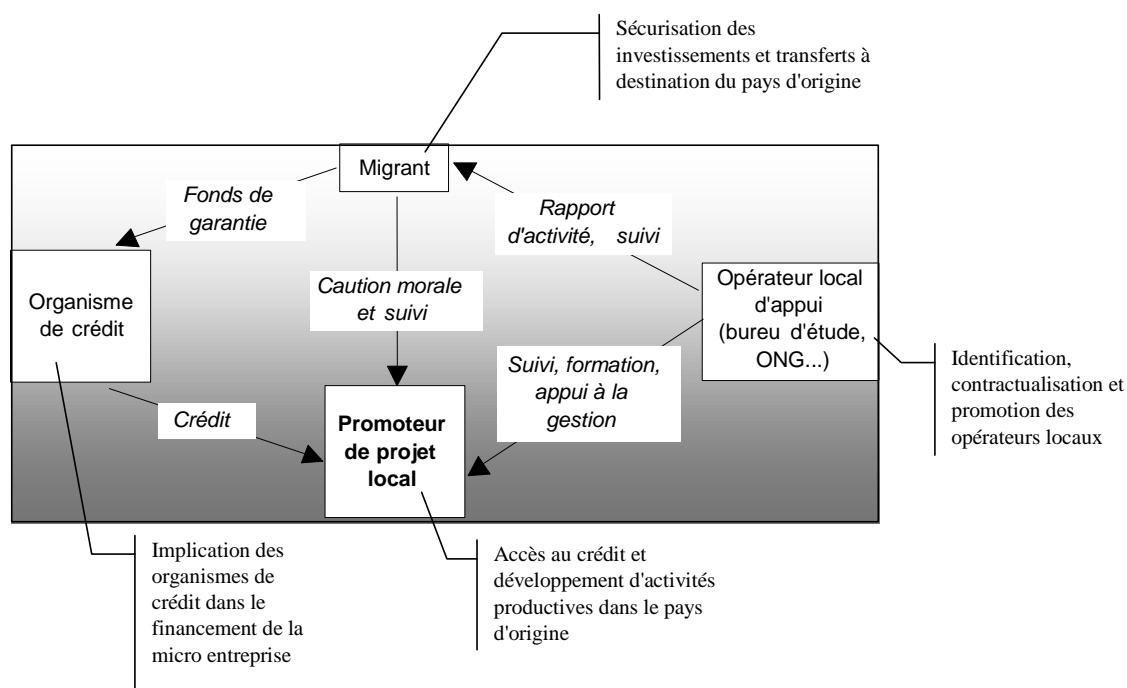 Sécurisation des
investissements et transferts à
destination du pays d'origine
Migrant
Fonds de
garantie
Rapport
d'activité, suivi
Organisme
de crédit
Caution morale
et suivi
Opérateur local
d'appui
(bureu d'étude,
ONG...)
Suivi, formation,
appui à la
gestion
Identification,
contractualisation et
promotion des
opérateurs locaux
Crédit
Promoteur
de projet
local
Implication des
organismes de
crédit dans le
financement de la
micro entreprise
Accès au crédit et
développement d'activités
productives dans le pays
d'origine